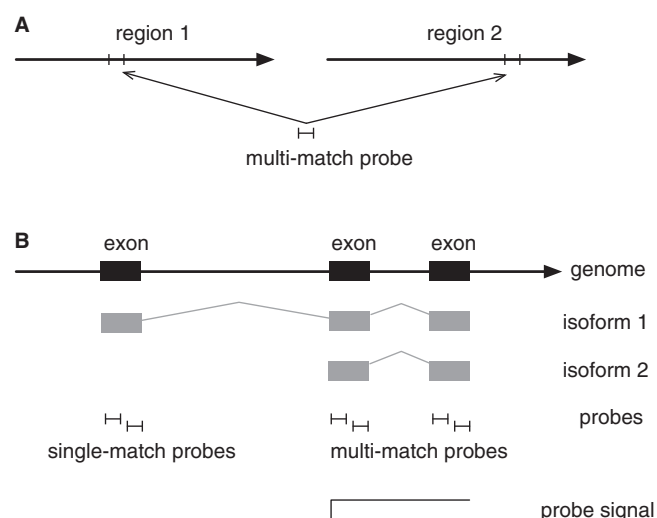 A
region 1 region 2
multi-match probe
B
exon exon exon
genome
isoform 1
isoform 2
probes
single-match probes multi-match probes
probe signal